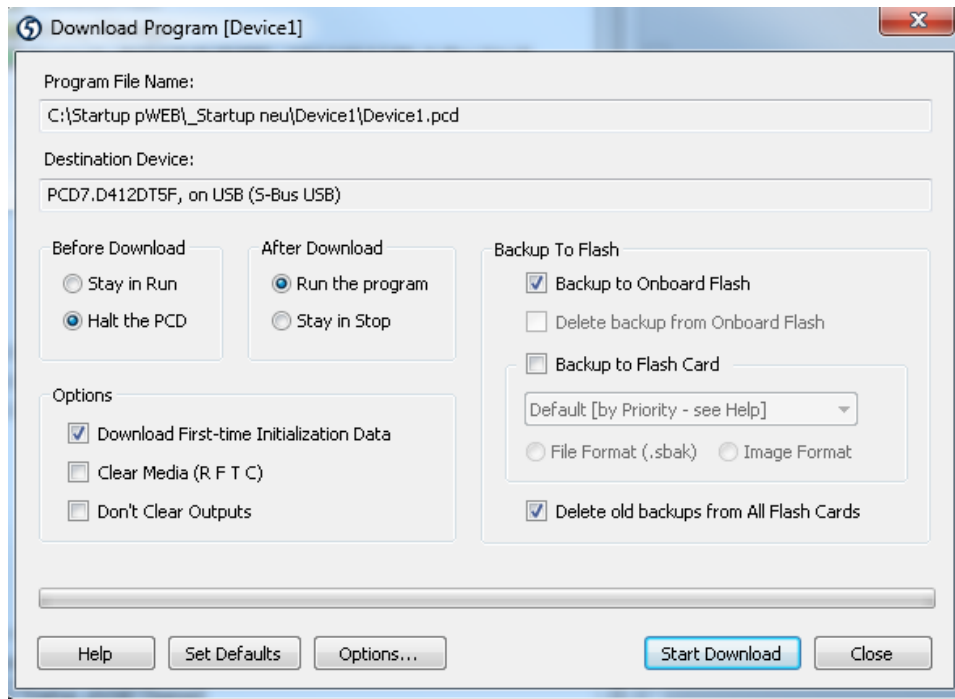 Download Program [Device1]
Program File Name:
C:\Startup pWEB\_Startup neu\Device1\Device1.pcd
Destination Device:
PCD7.D412DT5F, on USB (S-Bus USB)
Before Download
Stay in Run
Halt the PCD
After Download
Run the program
Stay in Stop
Options
Download First-time Initialization Data
Clear Media (R F T C)
Don't Clear Outputs
Backup To Flash
Backup to Onboard Flash
Delete backup from Onboard Flash
Backup to Flash Card
Default [by Priority - see Help]
File Format (.sbak) Image Format
Delete old backups from All Flash Cards
Help Set Defaults Options... Start Download Close